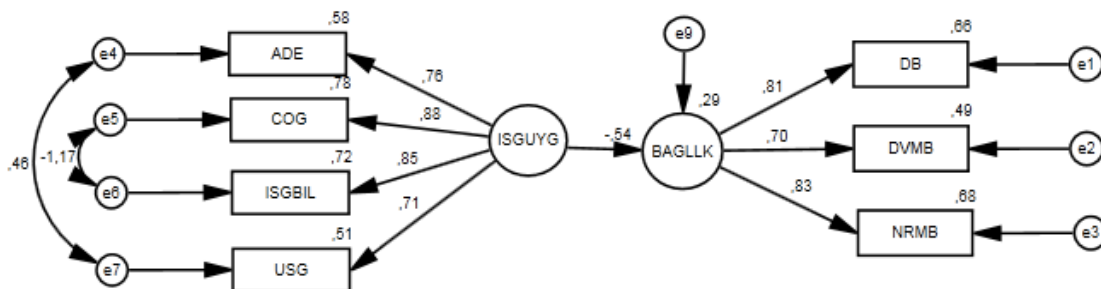 ,58
e4
ADE
,78
,76
e5
COG
,88
,46
-1,17
,72
,85
e6
ISGBIL
,51
,71
e7
USG
ISGUYG
-,54
e9
,29
BAGLLK
,66
,81
DB
e1
,49
,70
DVMB
e2
,68
,83
NRMB
e3